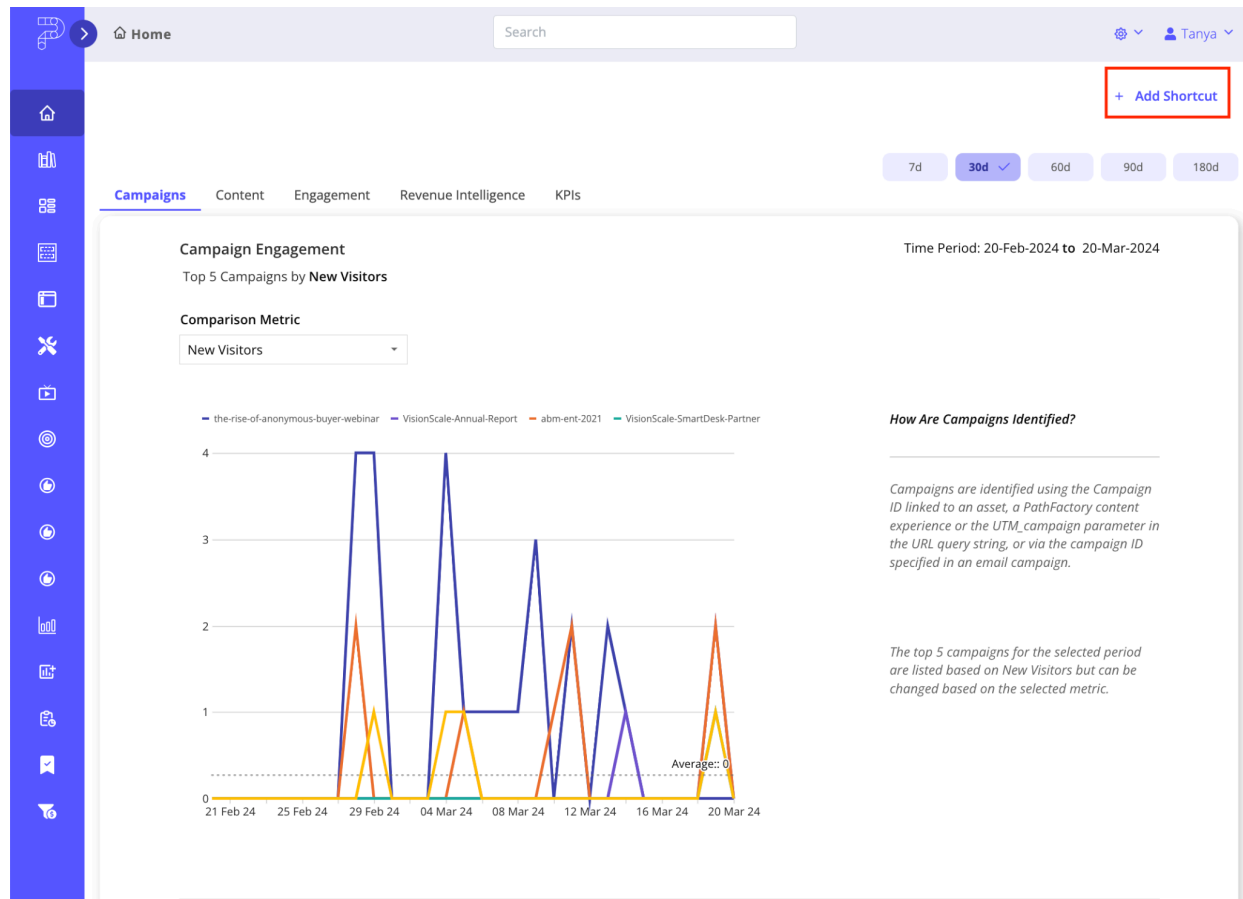 Home
Search
Tanya
+ Add Shortcut
7d 30d 60d 90d 180d
Campaigns Content Engagement Revenue Intelligence KPIs
Campaign Engagement
Time Period: 20-Feb-2024 to 20-Mar-2024
Top 5 Campaigns by New Visitors
Comparison Metric
New Visitors
the-rise-of-anonymous-buyer-webinar VisionScale-Annual-Report abm-ent-2021 VisionScale-SmartDesk-Partner
4
3
2
1
Average:: 0
0
21 Feb 24 25 Feb 24 29 Feb 24 04 Mar 24 08 Mar 24 12 Mar 24 16 Mar 24 20 Mar 24
How Are Campaigns Identified?
Campaigns are identified using the Campaign
ID linked to an asset, a PathFactory content
experience or the UTM_campaign parameter in
the URL query string, or via the campaign ID
specified in an email campaign.
The top 5 campaigns for the selected period
are listed based on New Visitors but can be
changed based on the selected metric.